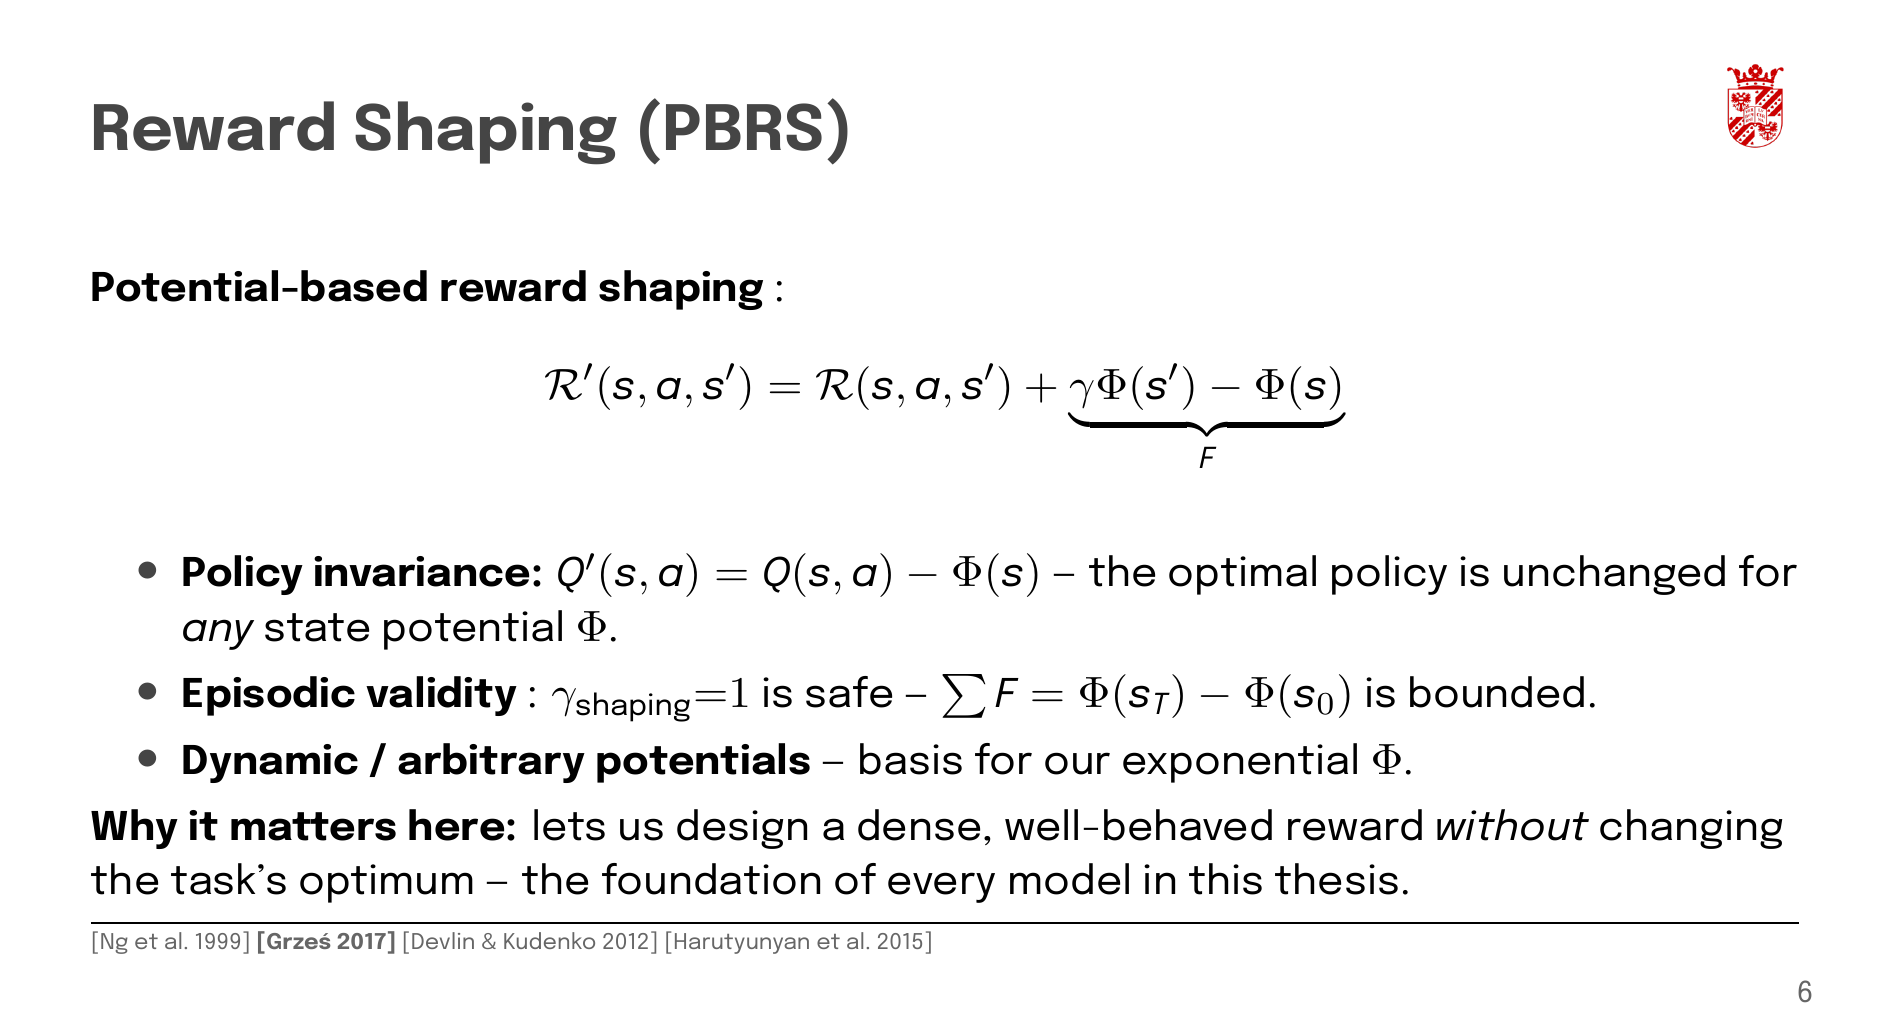 Reward Shaping (PBRS)
Potential-based reward shaping :
ℛ′(s, a, s′) = ℛ(s, a, s′) + γΦ(s′) − Φ(s)
F
• Policy invariance: Q′(s, a) = Q(s, a) − Φ(s) – the optimal policy is unchanged for
any state potential Φ.
• Episodic validity : γshaping=1 is safe – ∑ F = Φ(s_T) − Φ(s₀) is bounded.
• Dynamic / arbitrary potentials – basis for our exponential Φ.
Why it matters here: lets us design a dense, well-behaved reward without changing
the task’s optimum – the foundation of every model in this thesis.
[Ng et al. 1999] [Grześ 2017] [Devlin & Kudenko 2012] [Harutyunyan et al. 2015]
6